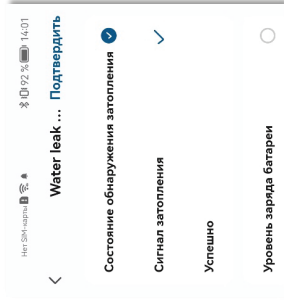 Нет SIM-карты 92 % 14:01
Water leak ... Подтвердить
Состояние обнаружения затопления
Сигнал затопления
Успешно
Уровень заряда батареи